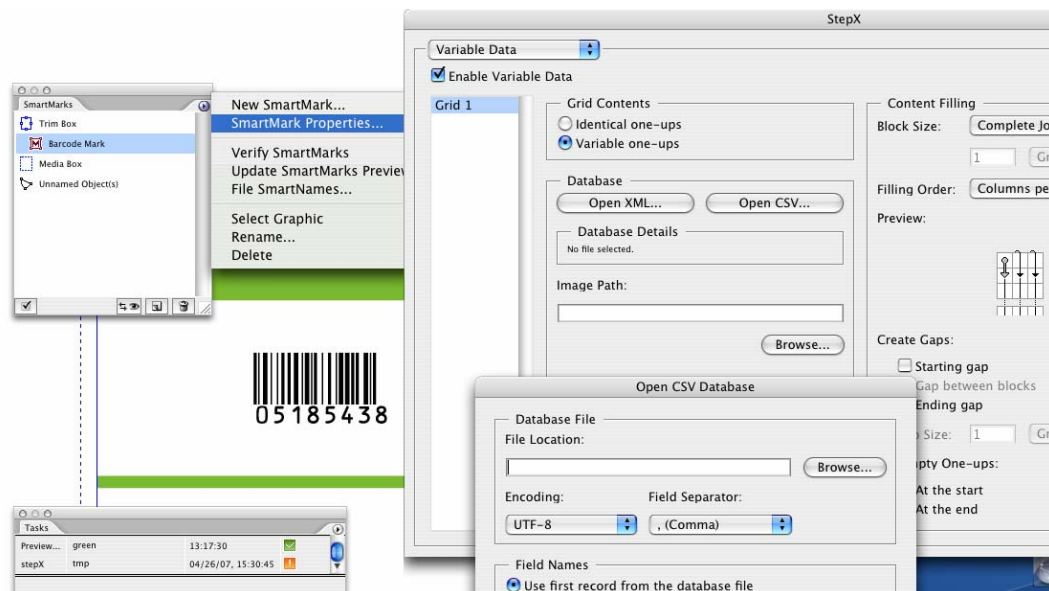 StepX
Variable Data
Enable Variable Data
SmartMarks
Trim Box
Barcode Mark
Media Box
Unnamed Object(s)
New SmartMark...
SmartMark Properties...
Verify SmartMarks
Update SmartMarks Preview
File SmartNames...
Select Graphic
Rename...
Delete
Grid 1
Grid Contents
Identical one-ups
Variable one-ups
Database
Open XML...
Open CSV...
Database Details
No file selected.
Image Path:
Browse...
Content Filling
Block Size:
Complete Jo
1
Gr
Filling Order:
Columns pe
Preview:
Create Gaps:
Starting gap
Gap between blocks
Ending gap
Size:
1
Gr
pty One-ups:
At the start
At the end
05185438
Open CSV Database
Database File
File Location:
Browse...
Encoding:
Field Separator:
UTF-8
, (Comma)
Field Names
Use first record from the database file
Tasks
Preview... green 13:17:30
stepX tmp 04/26/07, 15:30:45